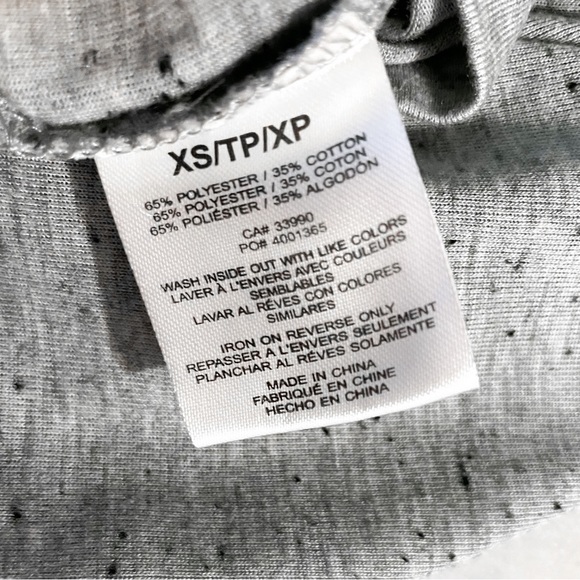 XS/TP/XP
65% POLYESTER / 35% COTTON
65% POLYESTER / 35% COTON
65% POLIÉSTER / 35% ALGODÓN
CA# 33990
PO# 4001365
WASH INSIDE OUT WITH LIKE COLORS
LAVER À L'ENVERS AVEC COULEURS
SEMBLABLES
LAVAR AL RÉVES CON COLORES
SIMILARES
IRON ON REVERSE ONLY
REPASSER A L'ENVERS SEULEMENT
PLANCHAR AL RÉVES SOLAMENTE
MADE IN CHINA
FABRIQUÉ EN CHINE
HECHO EN CHINA